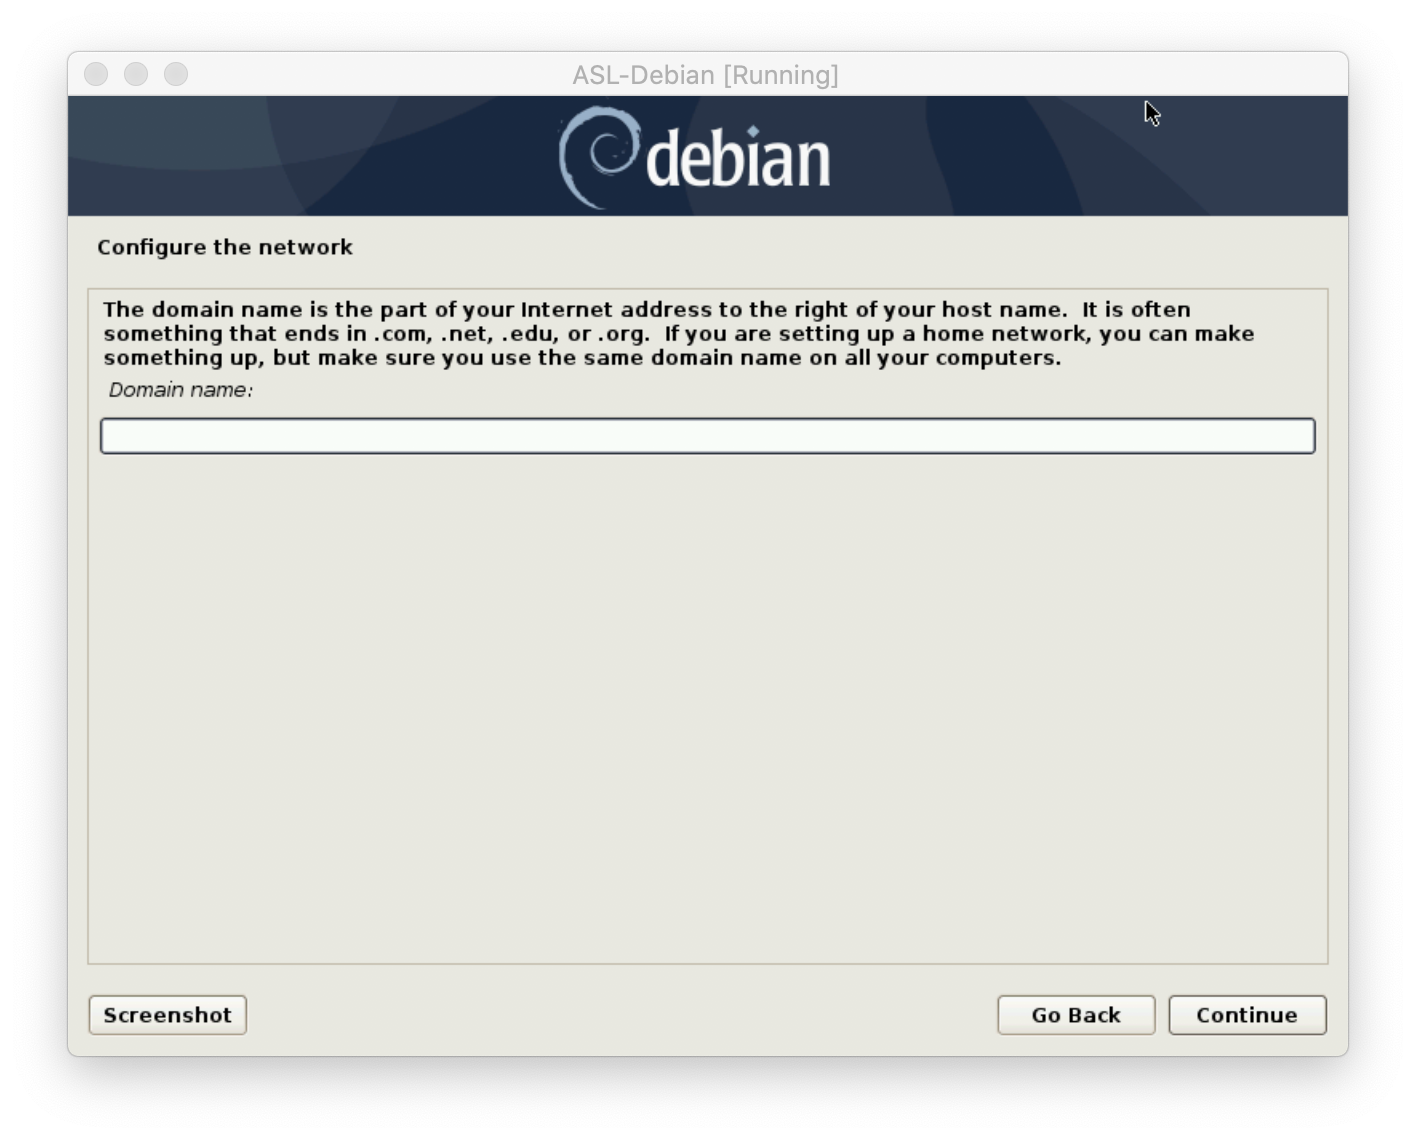 ASL-Debian [Running]
debian
Configure the network
The domain name is the part of your Internet address to the right of your host name.  It is often
something that ends in .com, .net, .edu, or .org.  If you are setting up a home network, you can make
something up, but make sure you use the same domain name on all your computers.
Domain name:
Screenshot
Go Back
Continue